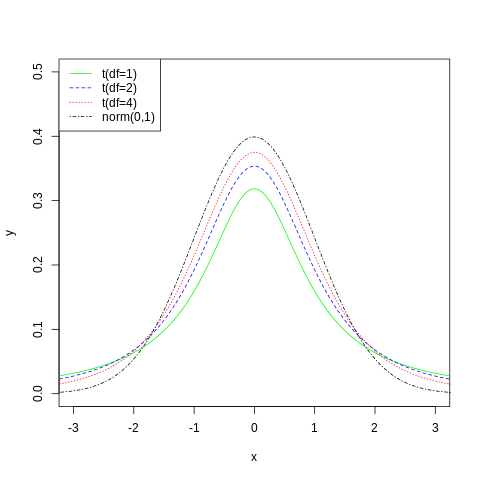 t(df=1)
t(df=2)
t(df=4)
norm(0,1)
0.5
0.4
0.3
0.2
0.1
0.0
y
-3 -2 -1 0 1 2 3
x